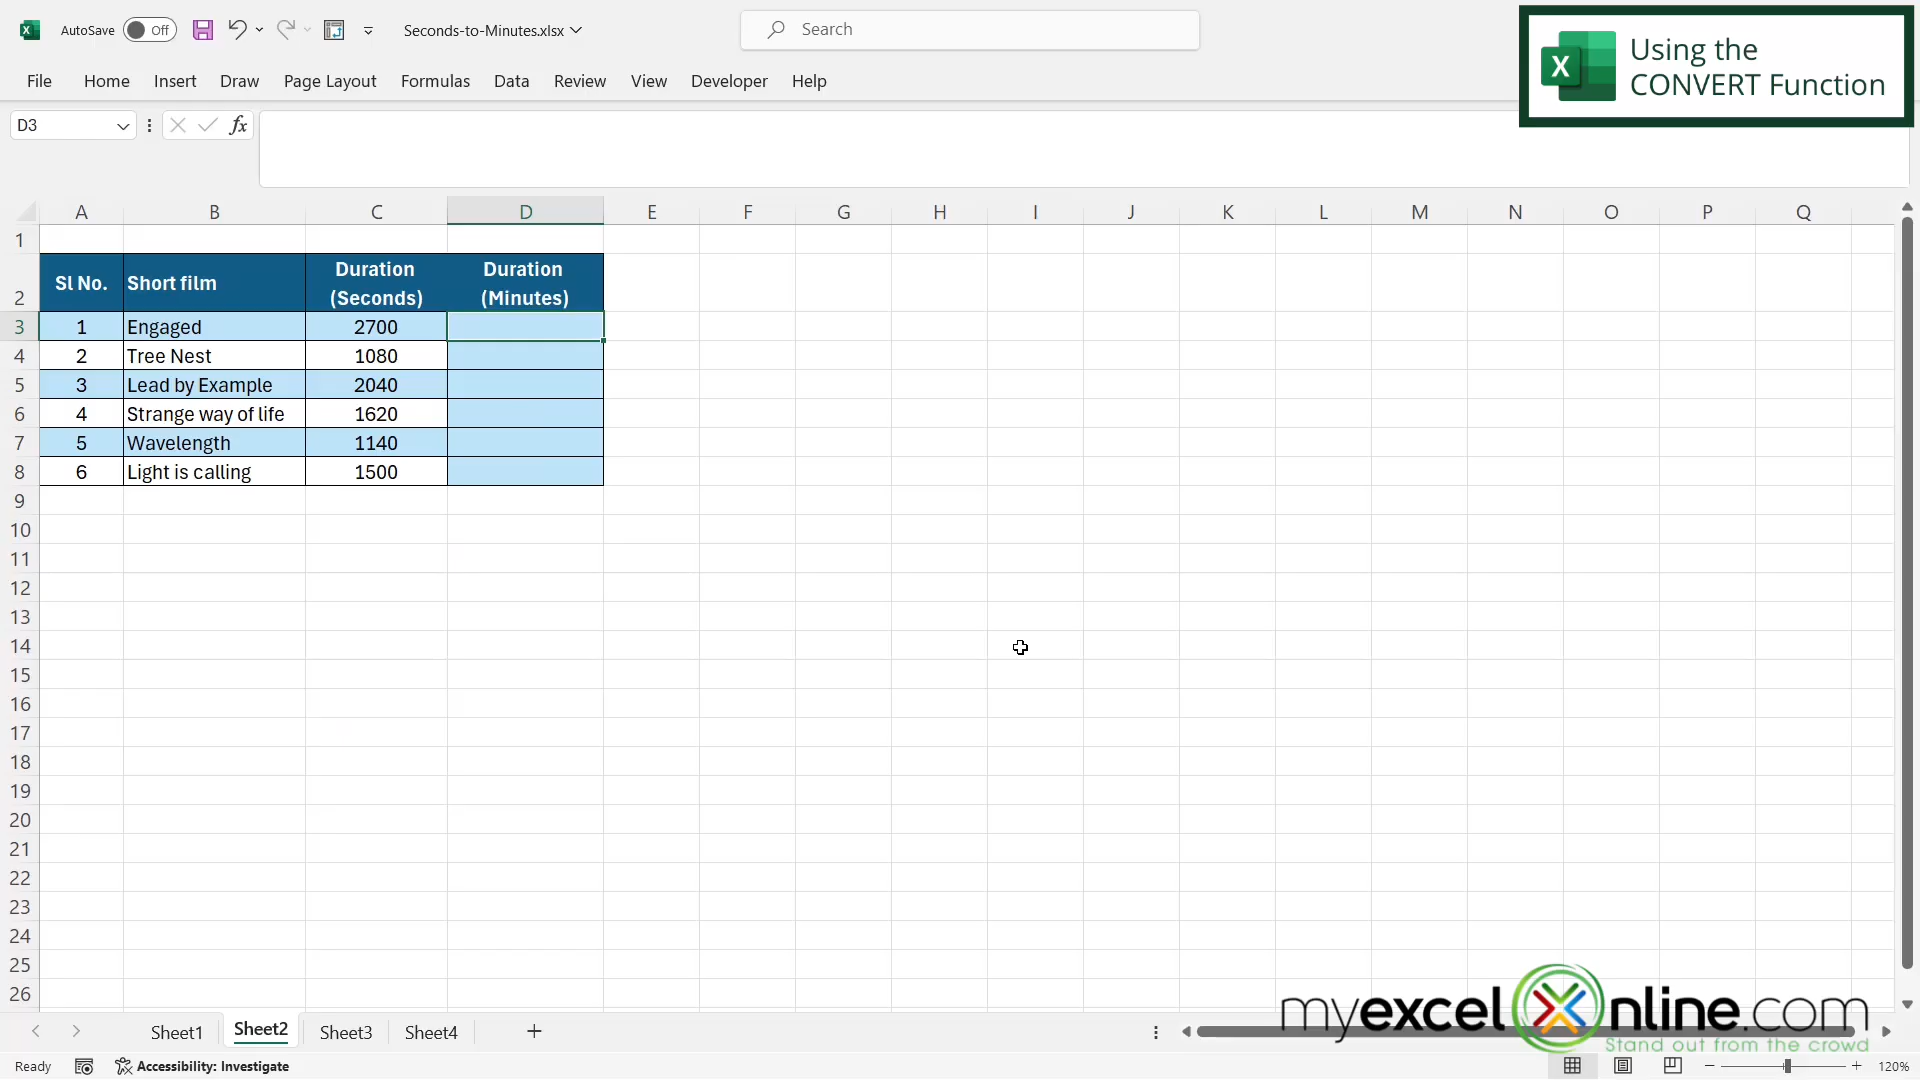 AutoSave Off Seconds-to-Minutes.xlsx Search
Using the
CONVERT Function
File Home Insert Draw Page Layout Formulas Data Review View Developer Help
D3 fx
A B C D E F G H I J K L M N O P Q
1
2 Sl No. Short film Duration (Seconds) Duration (Minutes)
3 1 Engaged 2700
4 2 Tree Nest 1080
5 3 Lead by Example 2040
6 4 Strange way of life 1620
7 5 Wavelength 1140
8 6 Light is calling 1500
9
10
11
12
13
14
15
16
17
18
19
20
21
22
23
24
25
26
myexcelonline.com
Stand out from the crowd
Sheet1 Sheet2 Sheet3 Sheet4
Ready Accessibility: Investigate 120%